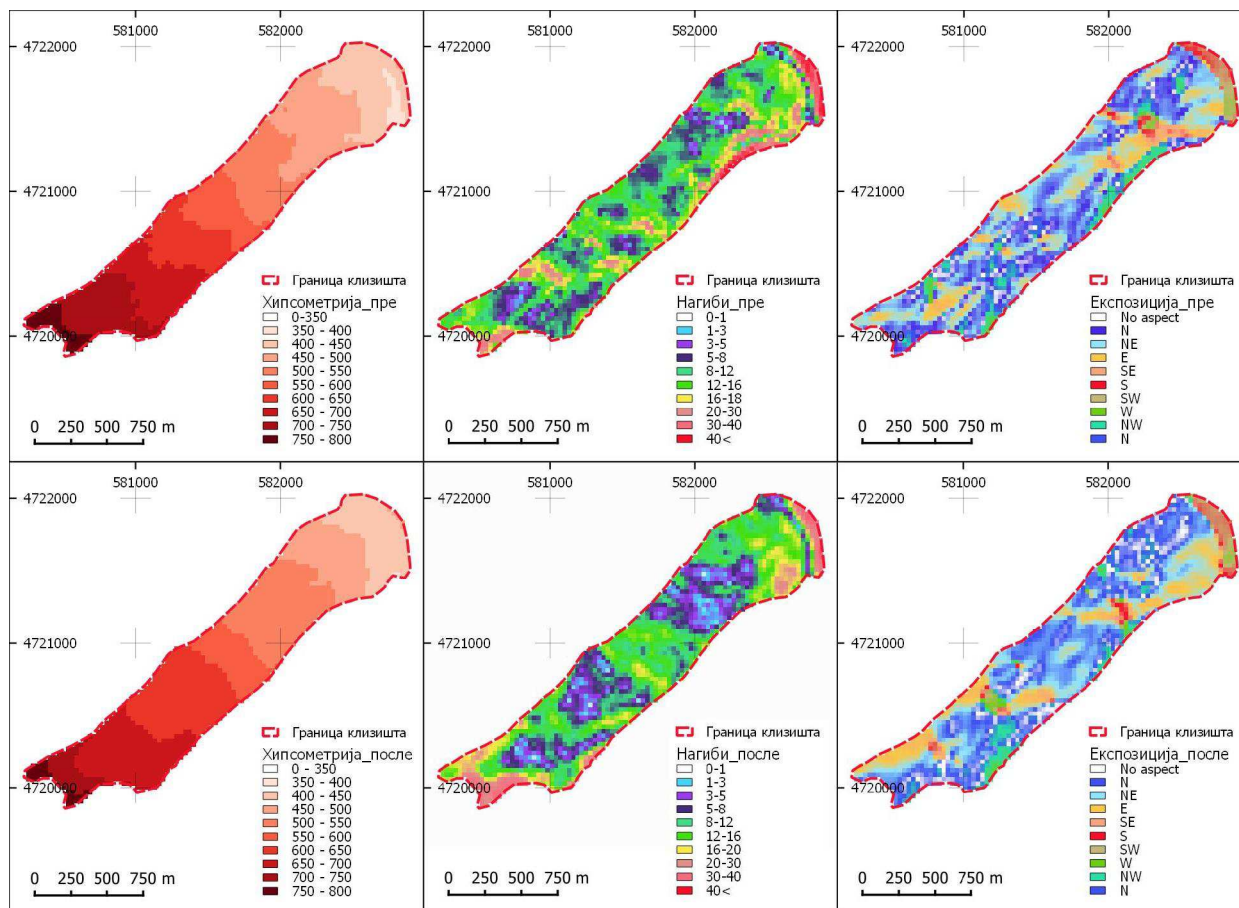 581000 582000
4722000
4721000
4720000
Граница клизишта
Хипсометрија_пре
0-350
350 - 400
400 - 450
450 - 500
500 - 550
550 - 600
600 - 650
650 - 700
700 - 750
750 - 800
0 250 500 750 m
581000 582000
4722000
4721000
4720000
Граница клизишта
Нагиби_пре
0-1
1-3
3-5
5-8
8-12
12-16
16-18
20-30
30-40
40<
0 250 500 750 m
581000 582000
4722000
4721000
4720000
Граница клизишта
Експозиција_пре
No aspect
N
NE
E
SE
S
SW
W
NW
N
0 250 500 750 m
581000 582000
4722000
4721000
4720000
Граница клизишта
Хипсометрија_после
0 - 350
350 - 400
400 - 450
450 - 500
500 - 550
550 - 600
600 - 650
650 - 700
700 - 750
750 - 800
0 250 500 750 m
581000 582000
4722000
4721000
4720000
Граница клизишта
Нагиби_после
0-1
1-3
3-5
5-8
8-12
12-16
16-20
20-30
30-40
40<
0 250 500 750 m
581000 582000
4722000
4721000
4720000
Граница клизишта
Експозиција_после
No aspect
N
NE
E
SE
S
SW
W
NW
N
0 250 500 750 m